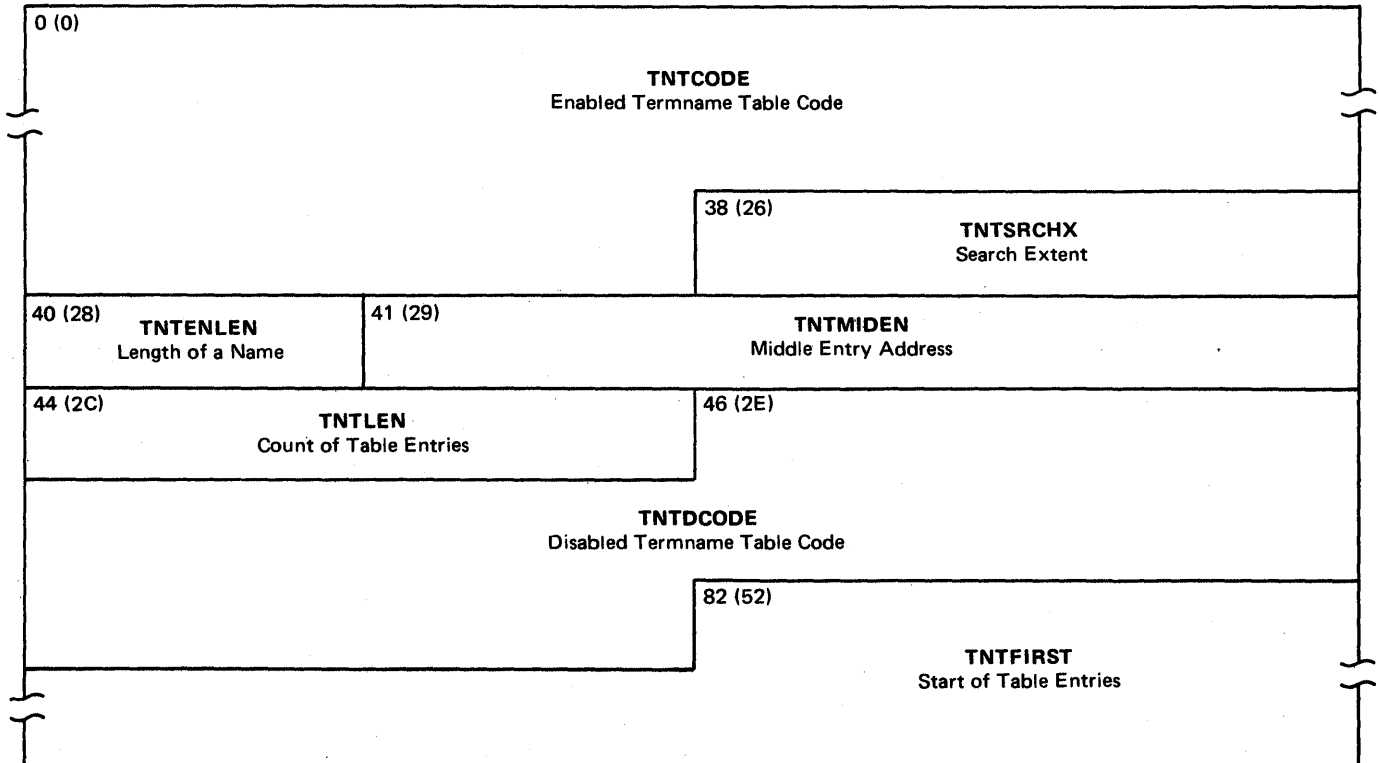 0 (0)
TNTCODE
Enabled Termname Table Code
38 (26)
TNTSRCHX
Search Extent
40 (28)
TNTENLEN
Length of a Name
41 (29)
TNTMIDEN
Middle Entry Address
44 (2C)
TNTLEN
Count of Table Entries
46 (2E)
TNTDCODE
Disabled Termname Table Code
82 (52)
TNTFIRST
Start of Table Entries